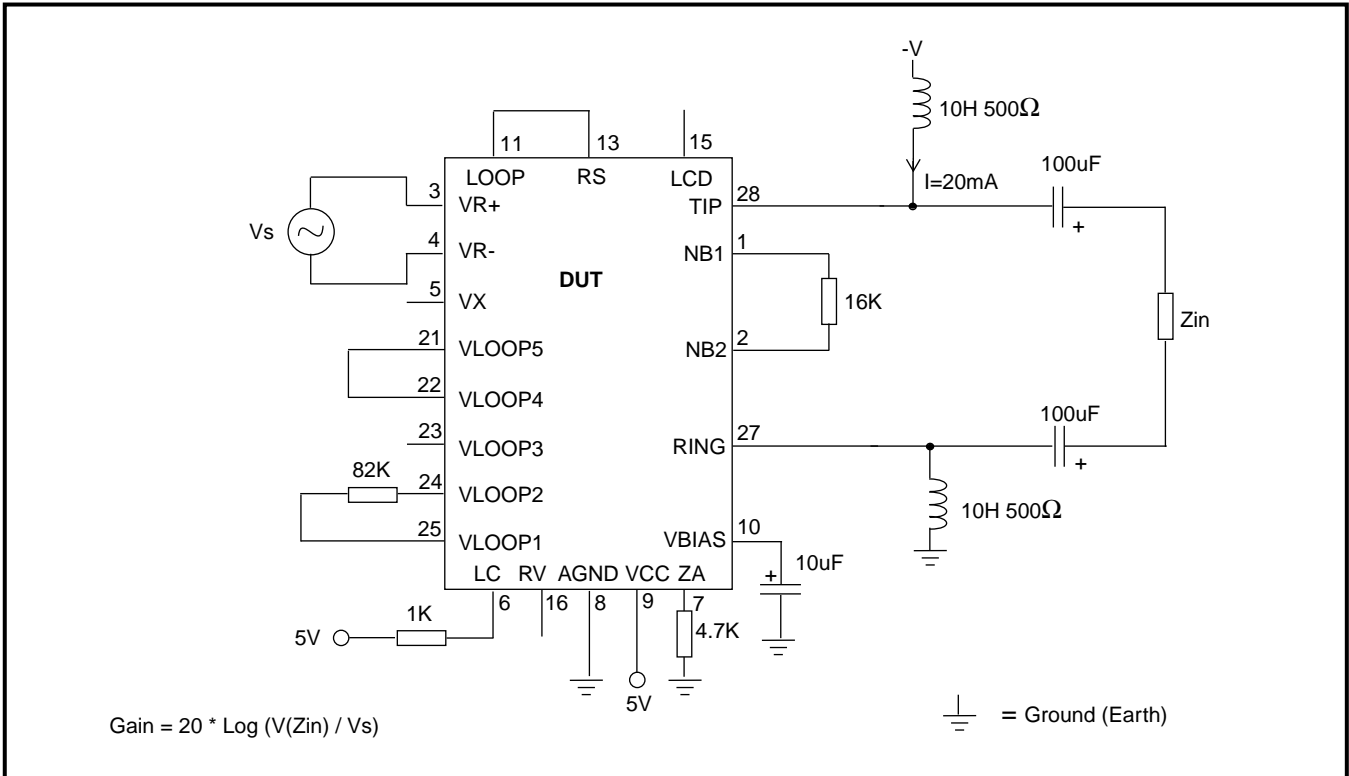 -V
10H 500Ω
11
13
15
100uF
LOOP
RS
LCD
I=20mA
3
VR+
TIP
28
Vs
4
VR-
NB1
1
DUT
5
VX
16K
Zin
21
VLOOP5
NB2
2
22
VLOOP4
100uF
23
VLOOP3
RING
27
+
+
82K
24
VLOOP2
10H 500Ω
25
VLOOP1
VBIAS
10
10uF
LC
RV
AGND
VCC
ZA
+
6
16
8
9
7
1K
4.7K
5V
5V
Gain = 20 * Log (V(Zin) / Vs)
= Ground (Earth)